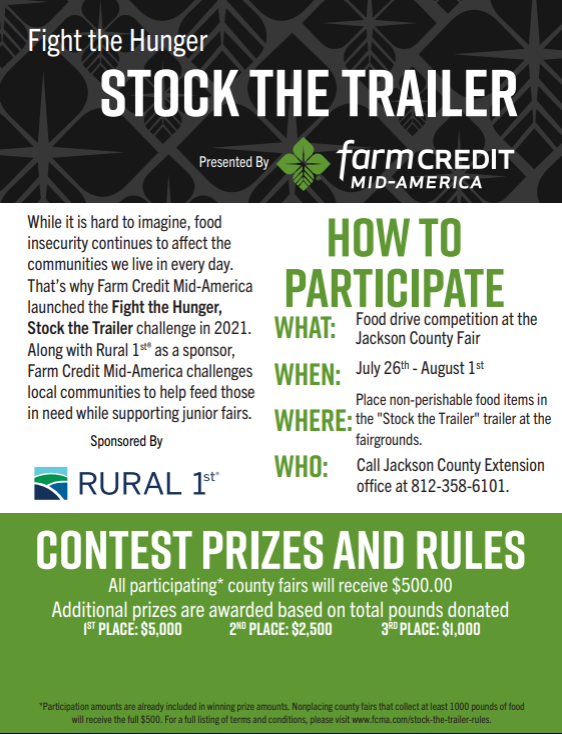 Fight the Hunger
STOCK THE TRAILER
Presented By
farm CREDIT
MID-AMERICA
While it is hard to imagine, food
insecurity continues to affect the
communities we live in every day.
That's why Farm Credit Mid-America
launched the Fight the Hunger,
Stock the Trailer challenge in 2021.
Along with Rural 1st® as a sponsor,
Farm Credit Mid-America challenges
local communities to help feed those
in need while supporting junior fairs.
Sponsored By
RURAL 1st®
HOW TO
PARTICIPATE
WHAT: Food drive competition at the
Jackson County Fair
WHEN: July 26th - August 1st
Place non-perishable food items in
WHERE: the "Stock the Trailer" trailer at the
fairgrounds.
WHO: Call Jackson County Extension
office at 812-358-6101.
CONTEST PRIZES AND RULES
All participating* county fairs will receive $500.00
Additional prizes are awarded based on total pounds donated
1ST PLACE: $5,000 2ND PLACE: $2,500 3RD PLACE: $1,000
*Participation amounts are already included in winning prize amounts. Nonplacing county fairs that collect at least 1000 pounds of food
will receive the full $500. For a full listing of terms and conditions, please visit www.fcma.com/stock-the-trailer-rules.